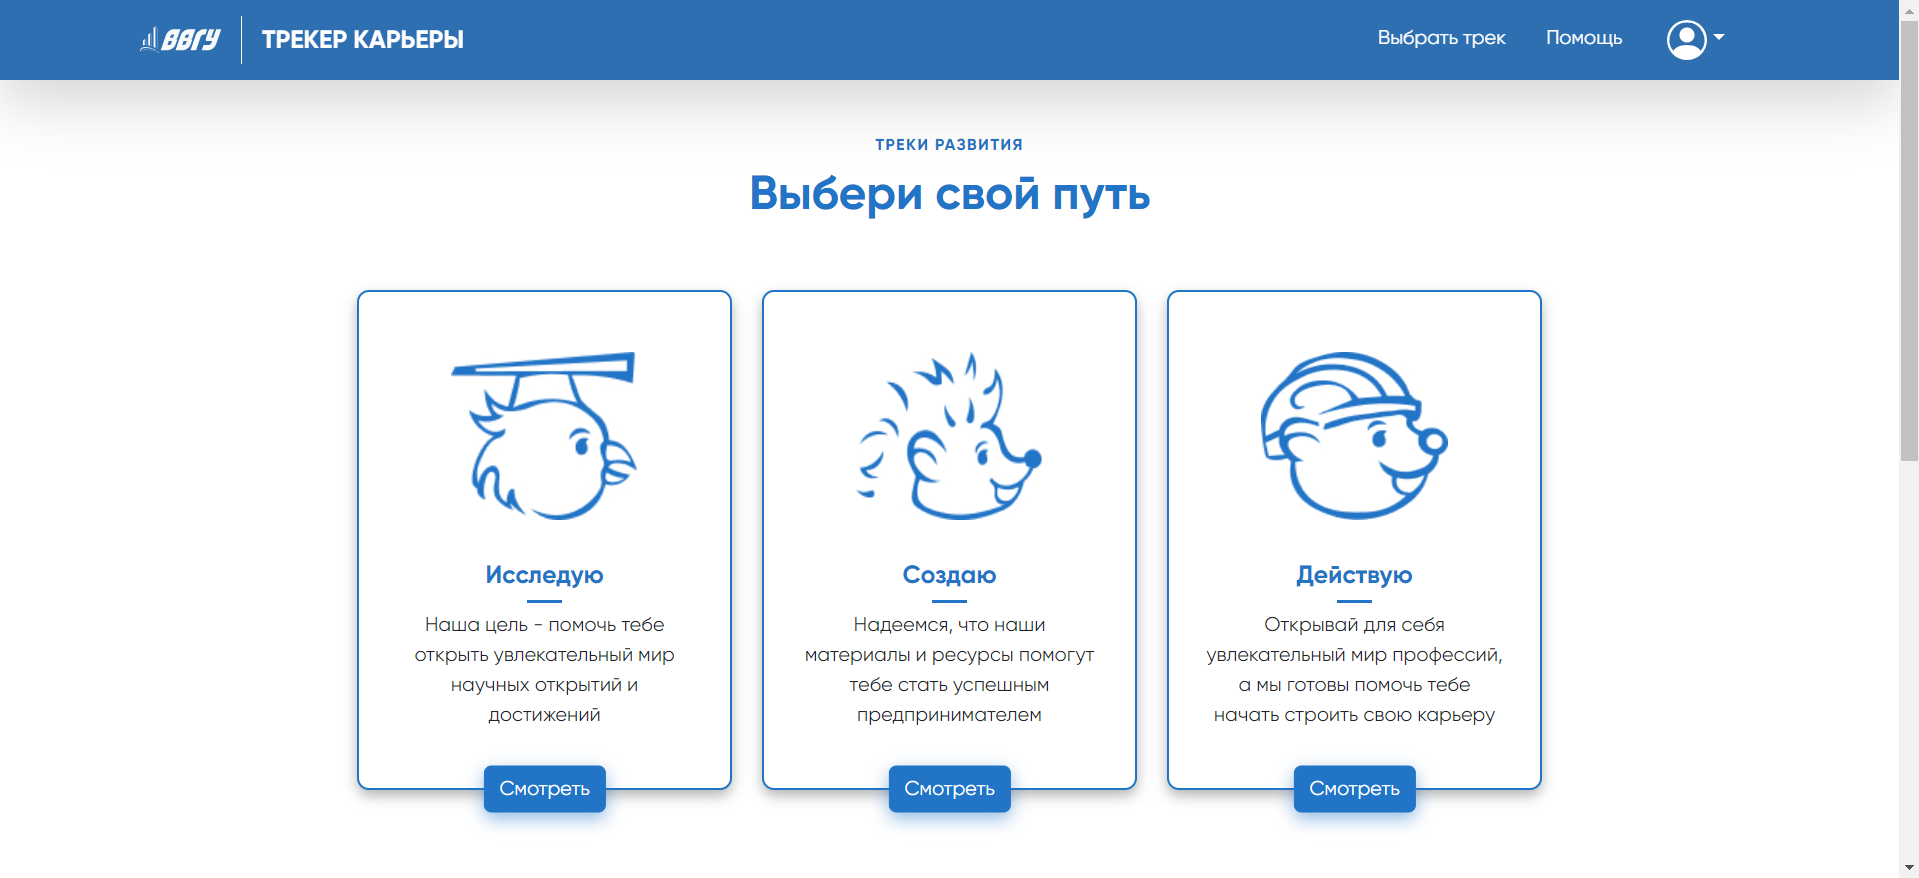 ВВГУ
ТРЕКЕР КАРЬЕРЫ
Выбрать трек
Помощь
ТРЕКИ РАЗВИТИЯ
Выбери свой путь
Исследую
Наша цель - помочь тебе
открыть увлекательный мир
научных открытий и
достижений
Смотреть
Создаю
Надеемся, что наши
материалы и ресурсы помогут
тебе стать успешным
предпринимателем
Смотреть
Действую
Открывай для себя
увлекательный мир профессий,
а мы готовы помочь тебе
начать строить свою карьеру
Смотреть